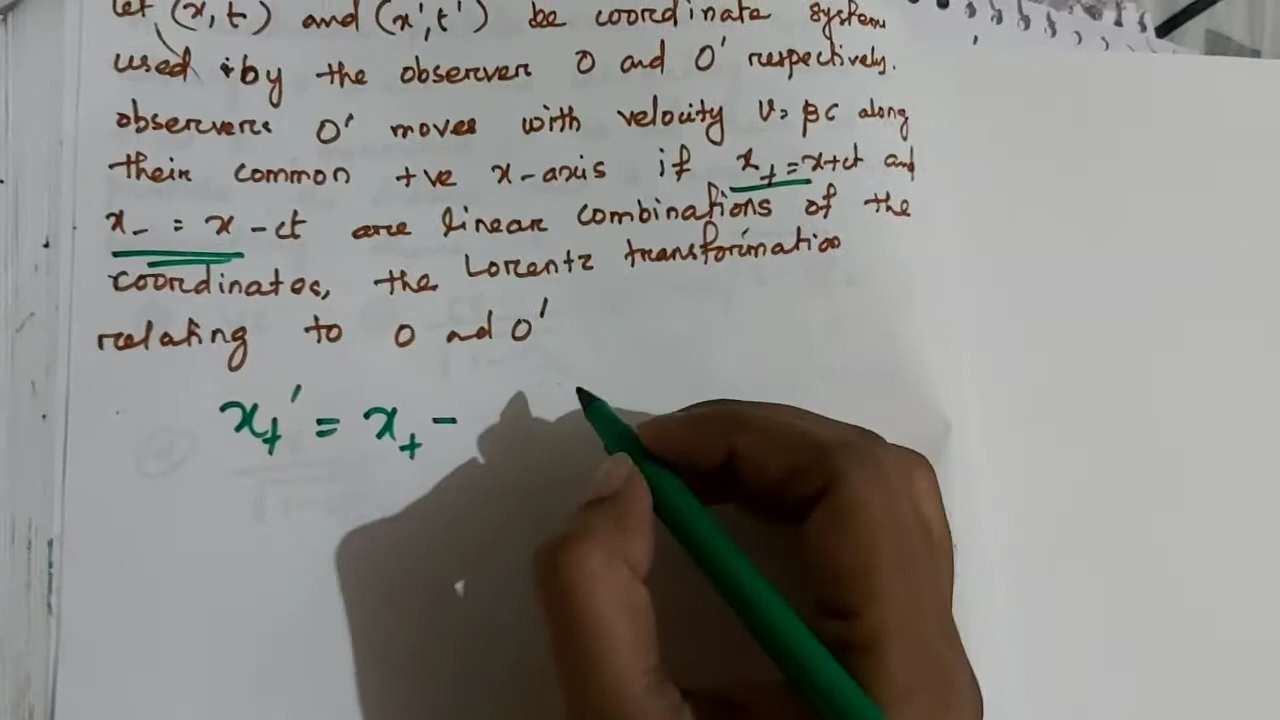 let (x, t) and (x', t') be coordinate system
used by the observer O and O' respectively.
observers O' moves with velocity v = βc along
their common +ve x-axis if x₊ = x+ct and
x₋ = x - ct are linear combinations of the
coordinates, the Lorentz transformation
relating to O and O'
x₊' = x₊ -